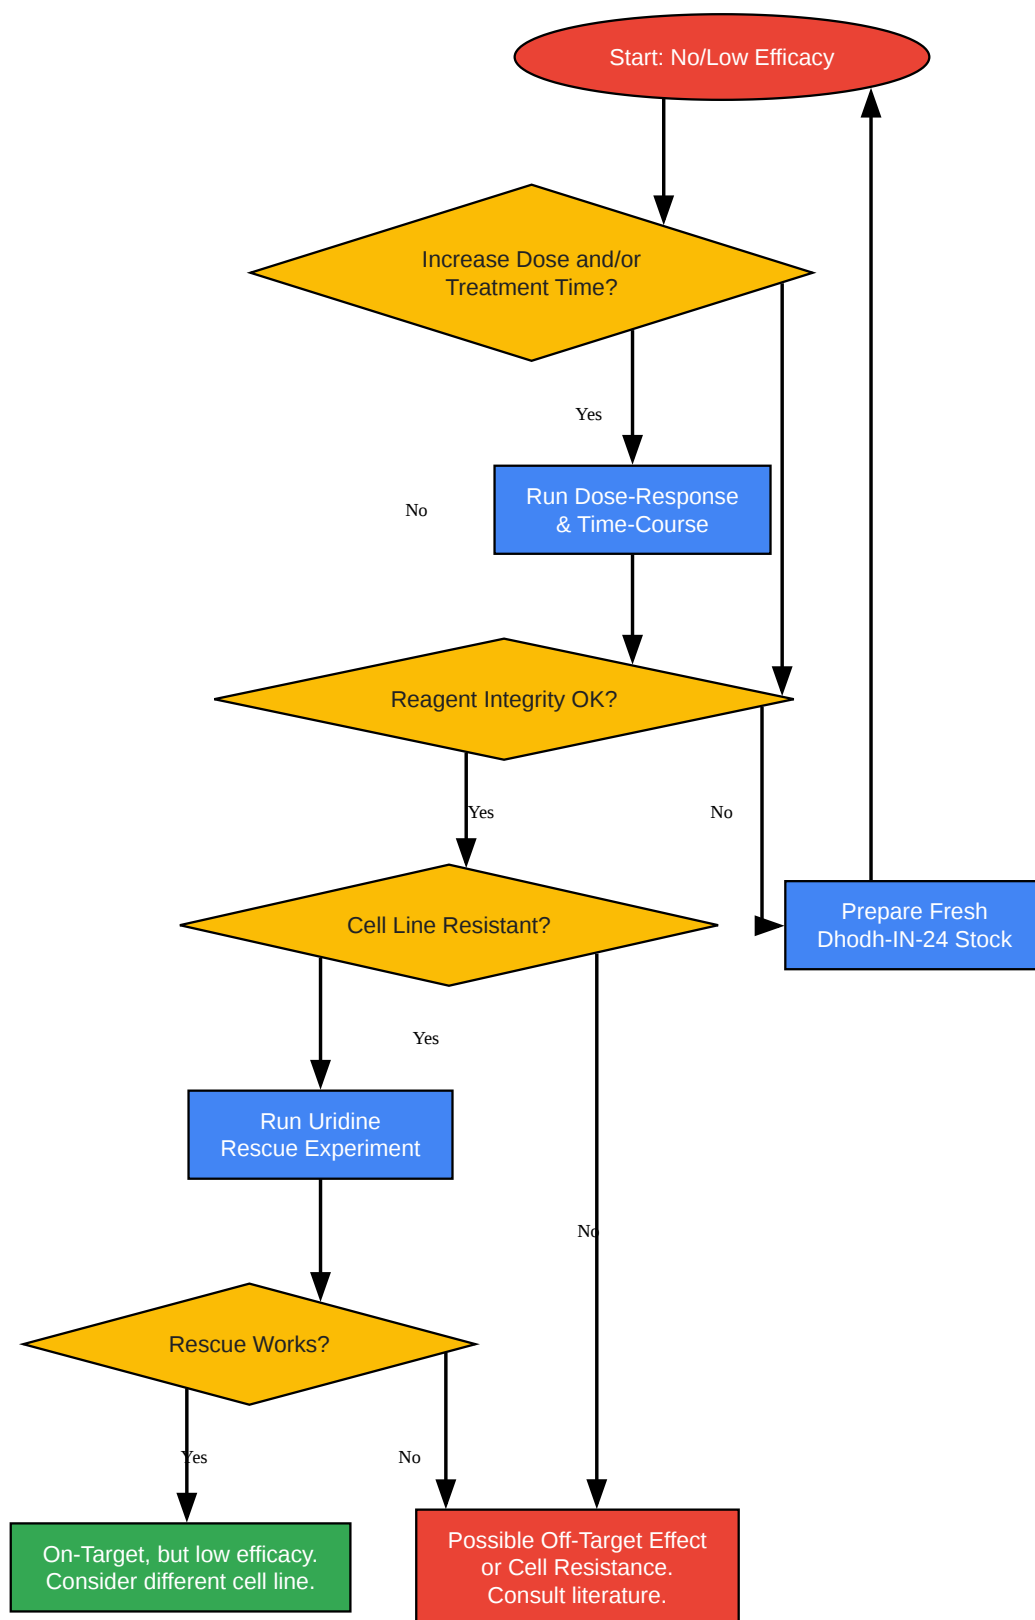 Start: No/Low Efficacy
Increase Dose and/or
Treatment Time?
Yes
Run Dose-Response
& Time-Course
No
Reagent Integrity OK?
Yes
No
Prepare Fresh
Dhodh-IN-24 Stock
Cell Line Resistant?
Yes
Run Uridine
Rescue Experiment
No
Rescue Works?
Yes
No
On-Target, but low efficacy.
Consider different cell line.
Possible Off-Target Effect
or Cell Resistance.
Consult literature.